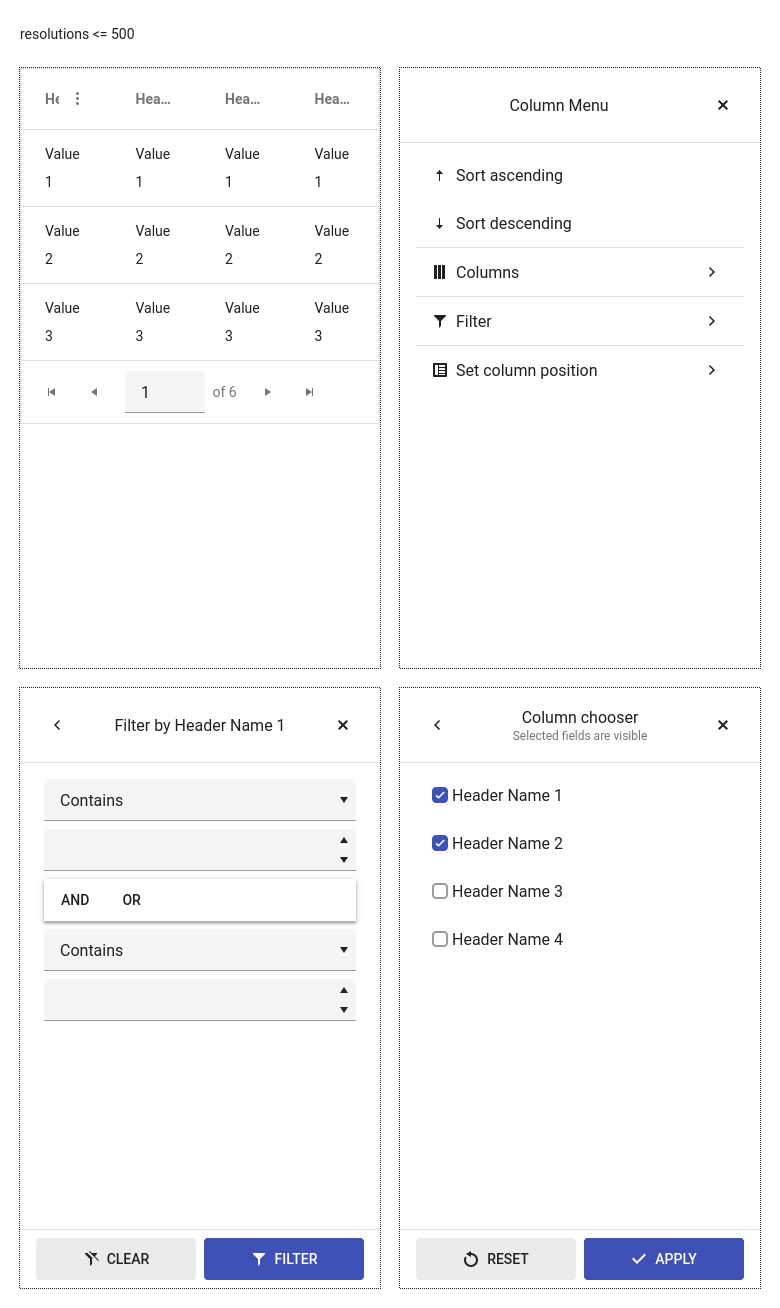 resolutions <= 500
He Hea… Hea… Hea…
Value Value Value Value
1 1 1 1
Value Value Value Value
2 2 2 2
Value Value Value Value
3 3 3 3
1 of 6
Column Menu
Sort ascending
Sort descending
Columns
Filter
Set column position
Filter by Header Name 1
Contains
AND OR
Contains
CLEAR FILTER
Column chooser
Selected fields are visible
Header Name 1
Header Name 2
Header Name 3
Header Name 4
RESET APPLY